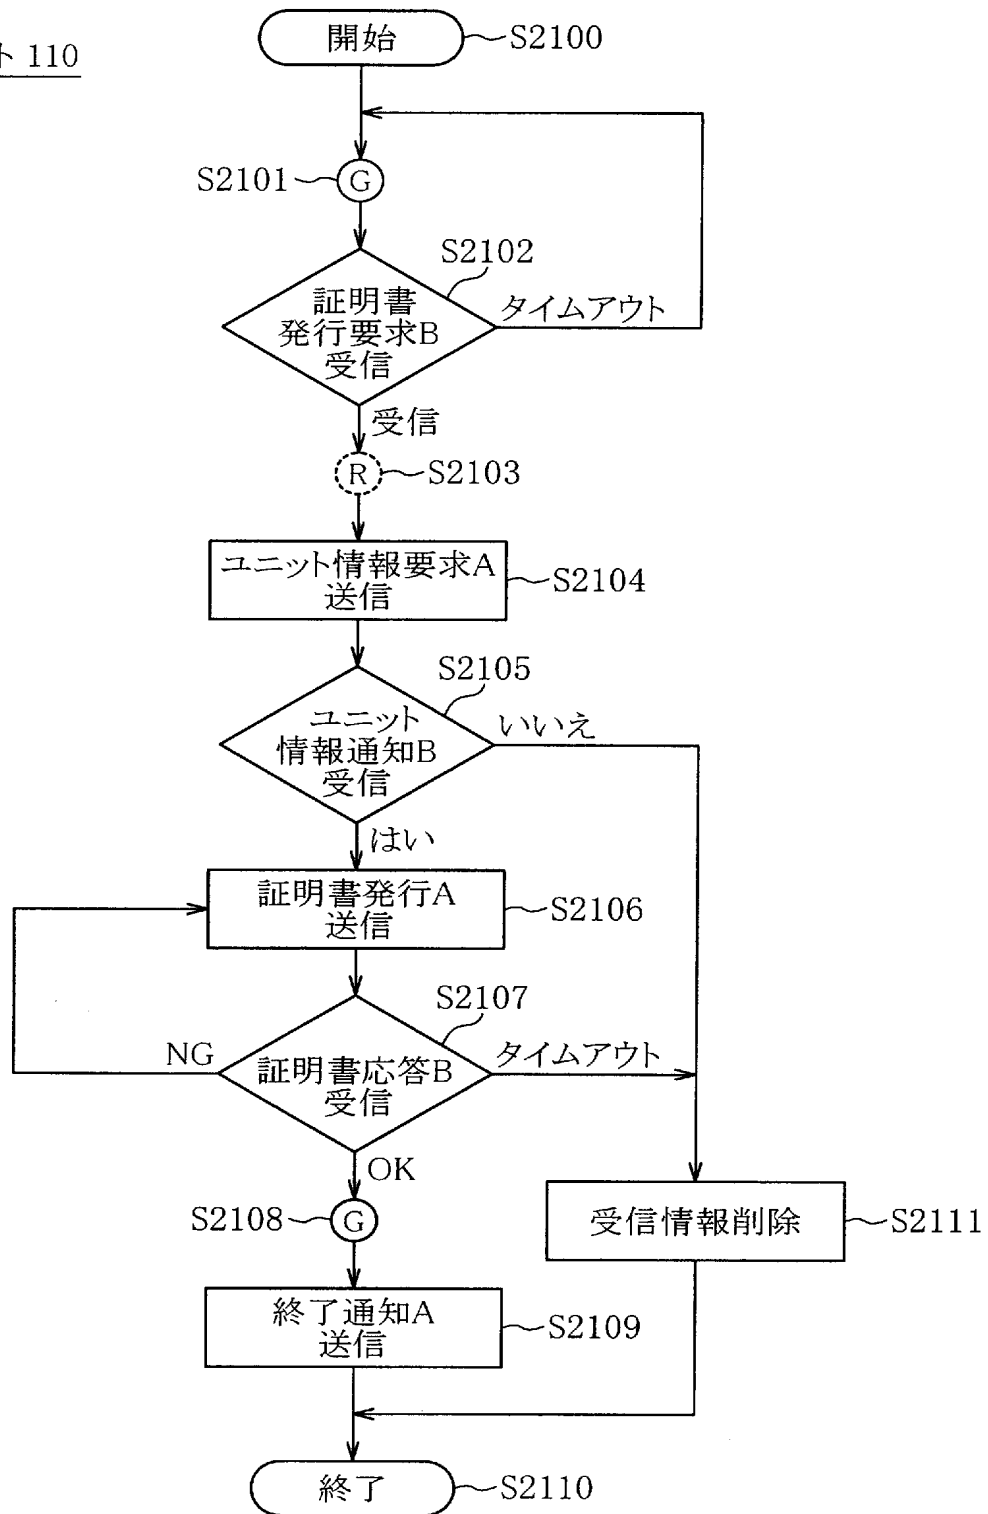 ト 110
開始
S2100
S2101
G
S2102
証明書
発行要求B
受信
タイムアウト
受信
R
S2103
ユニット情報要求A
送信
S2104
S2105
ユニット
情報通知B
受信
いいえ
はい
証明書発行A
送信
S2106
S2107
NG
証明書応答B
受信
タイムアウト
OK
S2108
G
受信情報削除
S2111
終了通知A
送信
S2109
終了
S2110